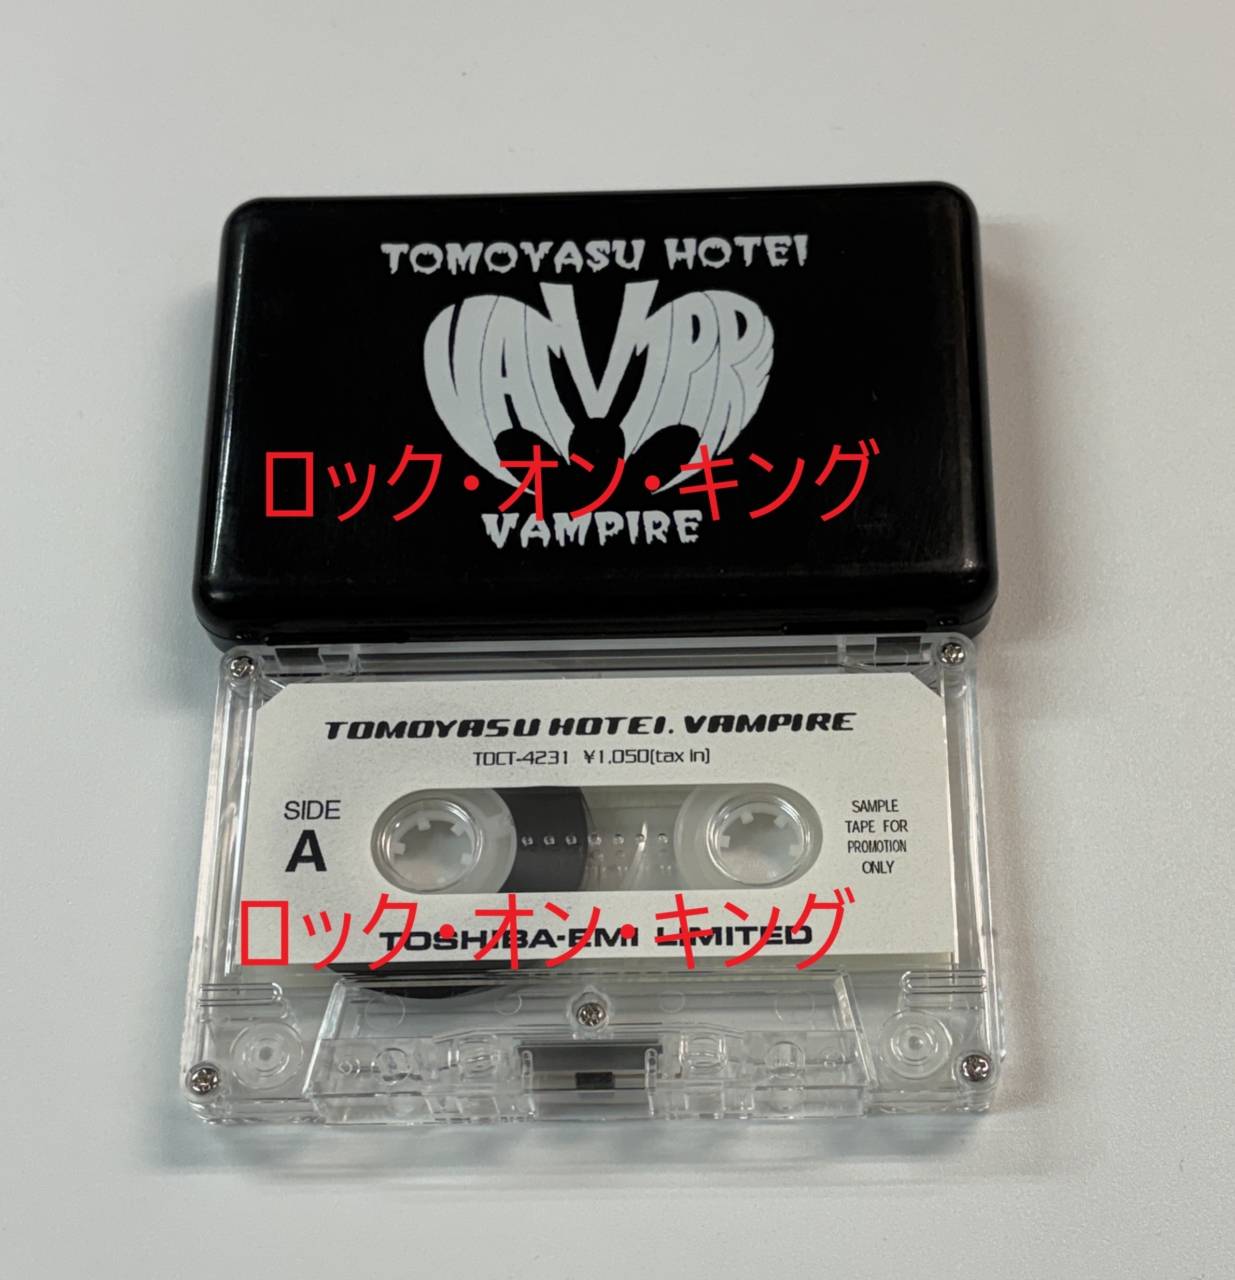 TOMOYASU HOTEI
VAMPIRE
ロック・オン・キング
VAMPIRE
TOMOYASU HOTEI. VAMPIRE
TOCT-4231 ¥1,050(tax in)
SIDE
A
SAMPLE
TAPE FOR
PROMOTION
ONLY
ロック・オン・キング
TOSHIBA-EMI LIMITED